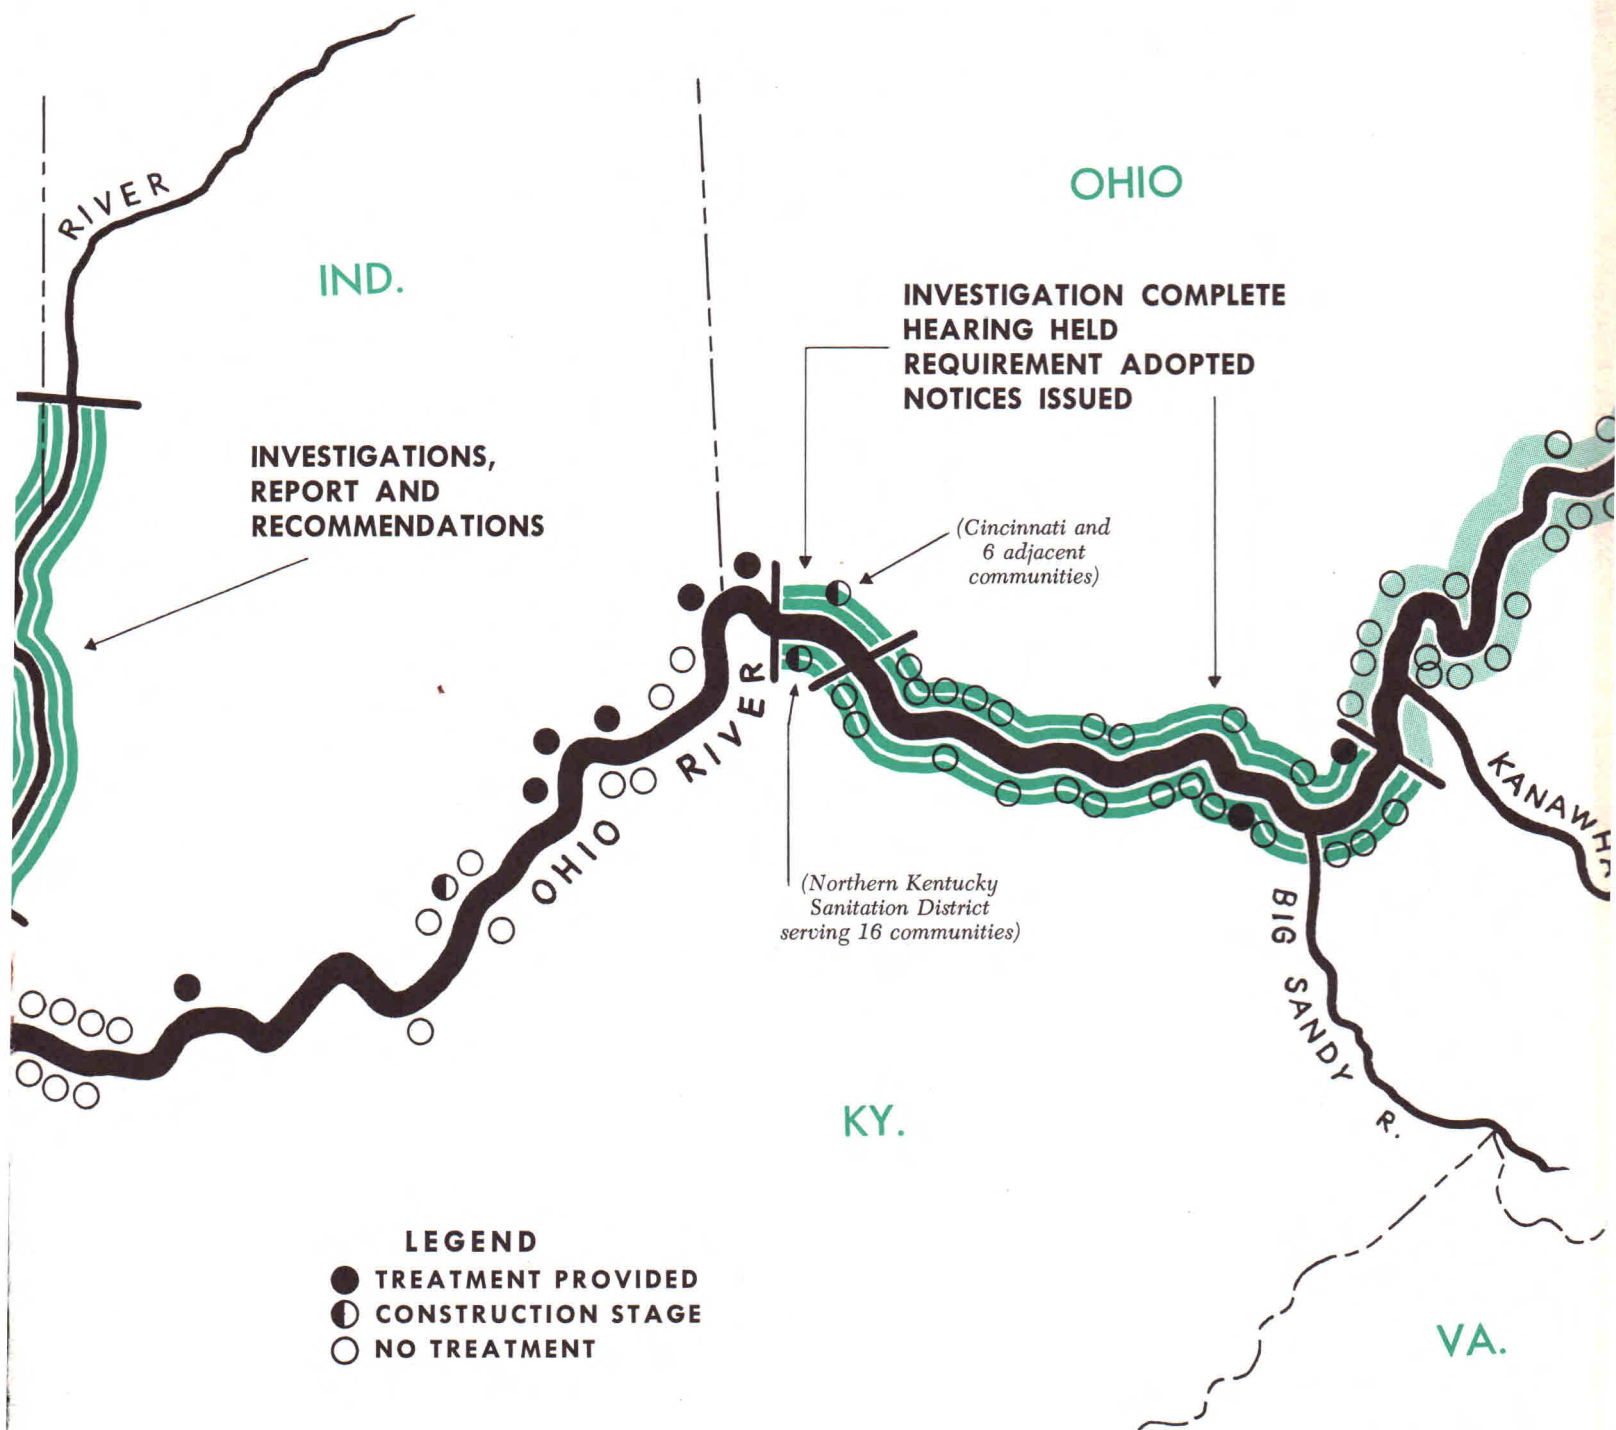 OHIO
RIVER
IND.
INVESTIGATION COMPLETE
HEARING HELD
REQUIREMENT ADOPTED
NOTICES ISSUED
INVESTIGATIONS,
REPORT AND
RECOMMENDATIONS
(Cincinnati and
6 adjacent
communities)
OHIO RIVER
KANAWH
(Northern Kentucky
Sanitation District
serving 16 communities)
BIG SANDY R.
KY.
LEGEND
TREATMENT PROVIDED
CONSTRUCTION STAGE
NO TREATMENT
VA.